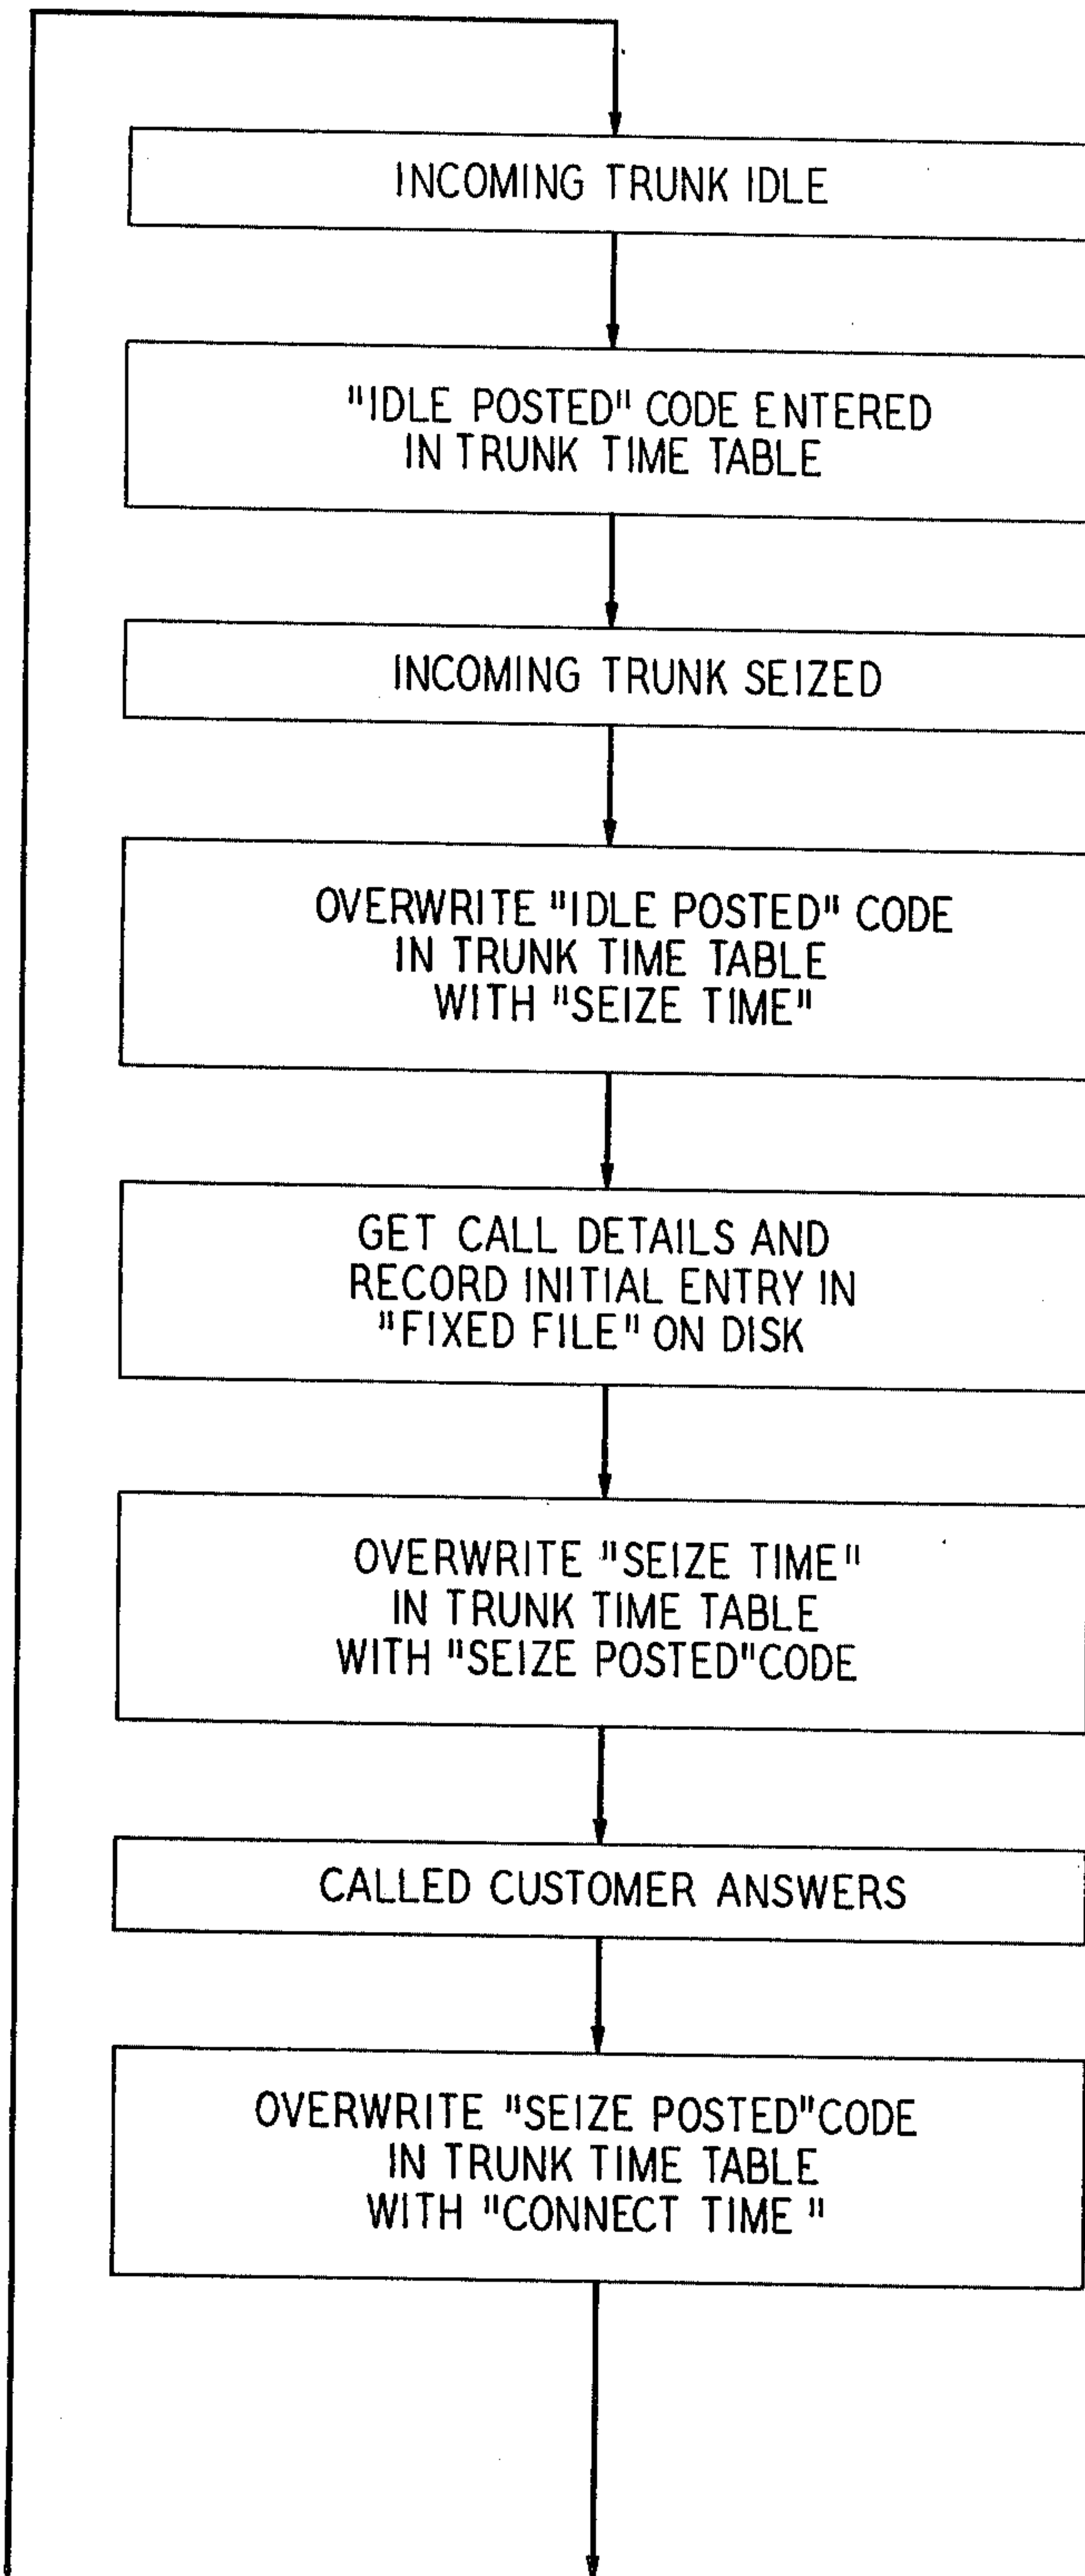 INCOMING TRUNK IDLE
"IDLE POSTED" CODE ENTERED
IN TRUNK TIME TABLE
INCOMING TRUNK SEIZED
OVERWRITE "IDLE POSTED" CODE
IN TRUNK TIME TABLE
WITH "SEIZE TIME"
GET CALL DETAILS AND
RECORD INITIAL ENTRY IN
"FIXED FILE" ON DISK
OVERWRITE "SEIZE TIME"
IN TRUNK TIME TABLE
WITH "SEIZE POSTED" CODE
CALLED CUSTOMER ANSWERS
OVERWRITE "SEIZE POSTED" CODE
IN TRUNK TIME TABLE
WITH "CONNECT TIME"